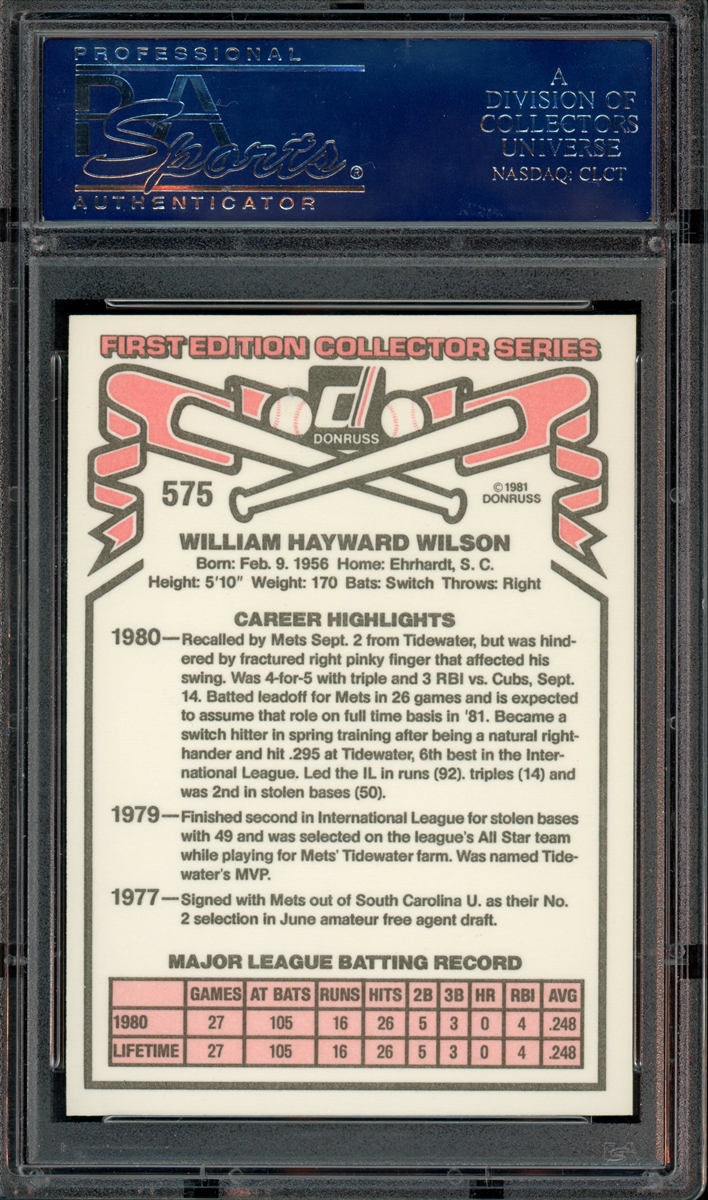 PROFESSIONAL
PSA
Sports®
AUTHENTICATOR
A
DIVISION OF
COLLECTORS
UNIVERSE
NASDAQ: CLCT
FIRST EDITION COLLECTOR SERIES
d
DONRUSS
575
©1981
DONRUSS
WILLIAM HAYWARD WILSON
Born: Feb. 9. 1956 Home: Ehrhardt, S. C.
Height: 5'10" Weight: 170 Bats: Switch Throws: Right
CAREER HIGHLIGHTS
1980—Recalled by Mets Sept. 2 from Tidewater, but was hind-
ered by fractured right pinky finger that affected his
swing. Was 4-for-5 with triple and 3 RBI vs. Cubs, Sept.
14. Batted leadoff for Mets in 26 games and is expected
to assume that role on full time basis in '81. Became a
switch hitter in spring training after being a natural right-
hander and hit .295 at Tidewater, 6th best in the Inter-
national League. Led the IL in runs (92). triples (14) and
was 2nd in stolen bases (50).
1979—Finished second in International League for stolen bases
with 49 and was selected on the league's All Star team
while playing for Mets' Tidewater farm. Was named Tide-
water's MVP.
1977—Signed with Mets out of South Carolina U. as their No.
2 selection in June amateur free agent draft.
MAJOR LEAGUE BATTING RECORD
GAMES AT BATS RUNS HITS 2B 3B HR RBI AVG
1980 27 105 16 26 5 3 0 4 .248
LIFETIME 27 105 16 26 5 3 0 4 .248
PSA